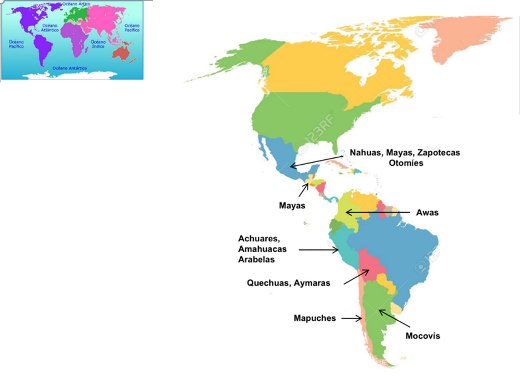 Océano Ártico
Océano
Pacífico
Océano
Atlántico
Océano
Índico
Océano
Pacífico
Océano Antártico
123RF
Nahuas, Mayas, Zapotecas
Otomíes
Mayas
Awas
Achuares,
Amahuacas
Arabelas
Quechuas, Aymaras
Mapuches
Mocovís